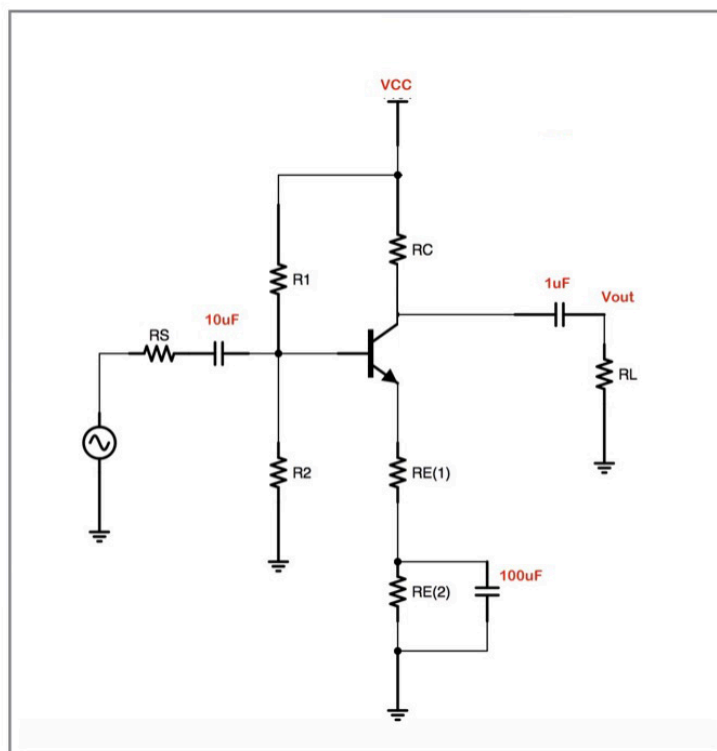 VCC
RC
R1
1uF
Vout
10uF
RS
RL
R2
RE(1)
100uF
RE(2)